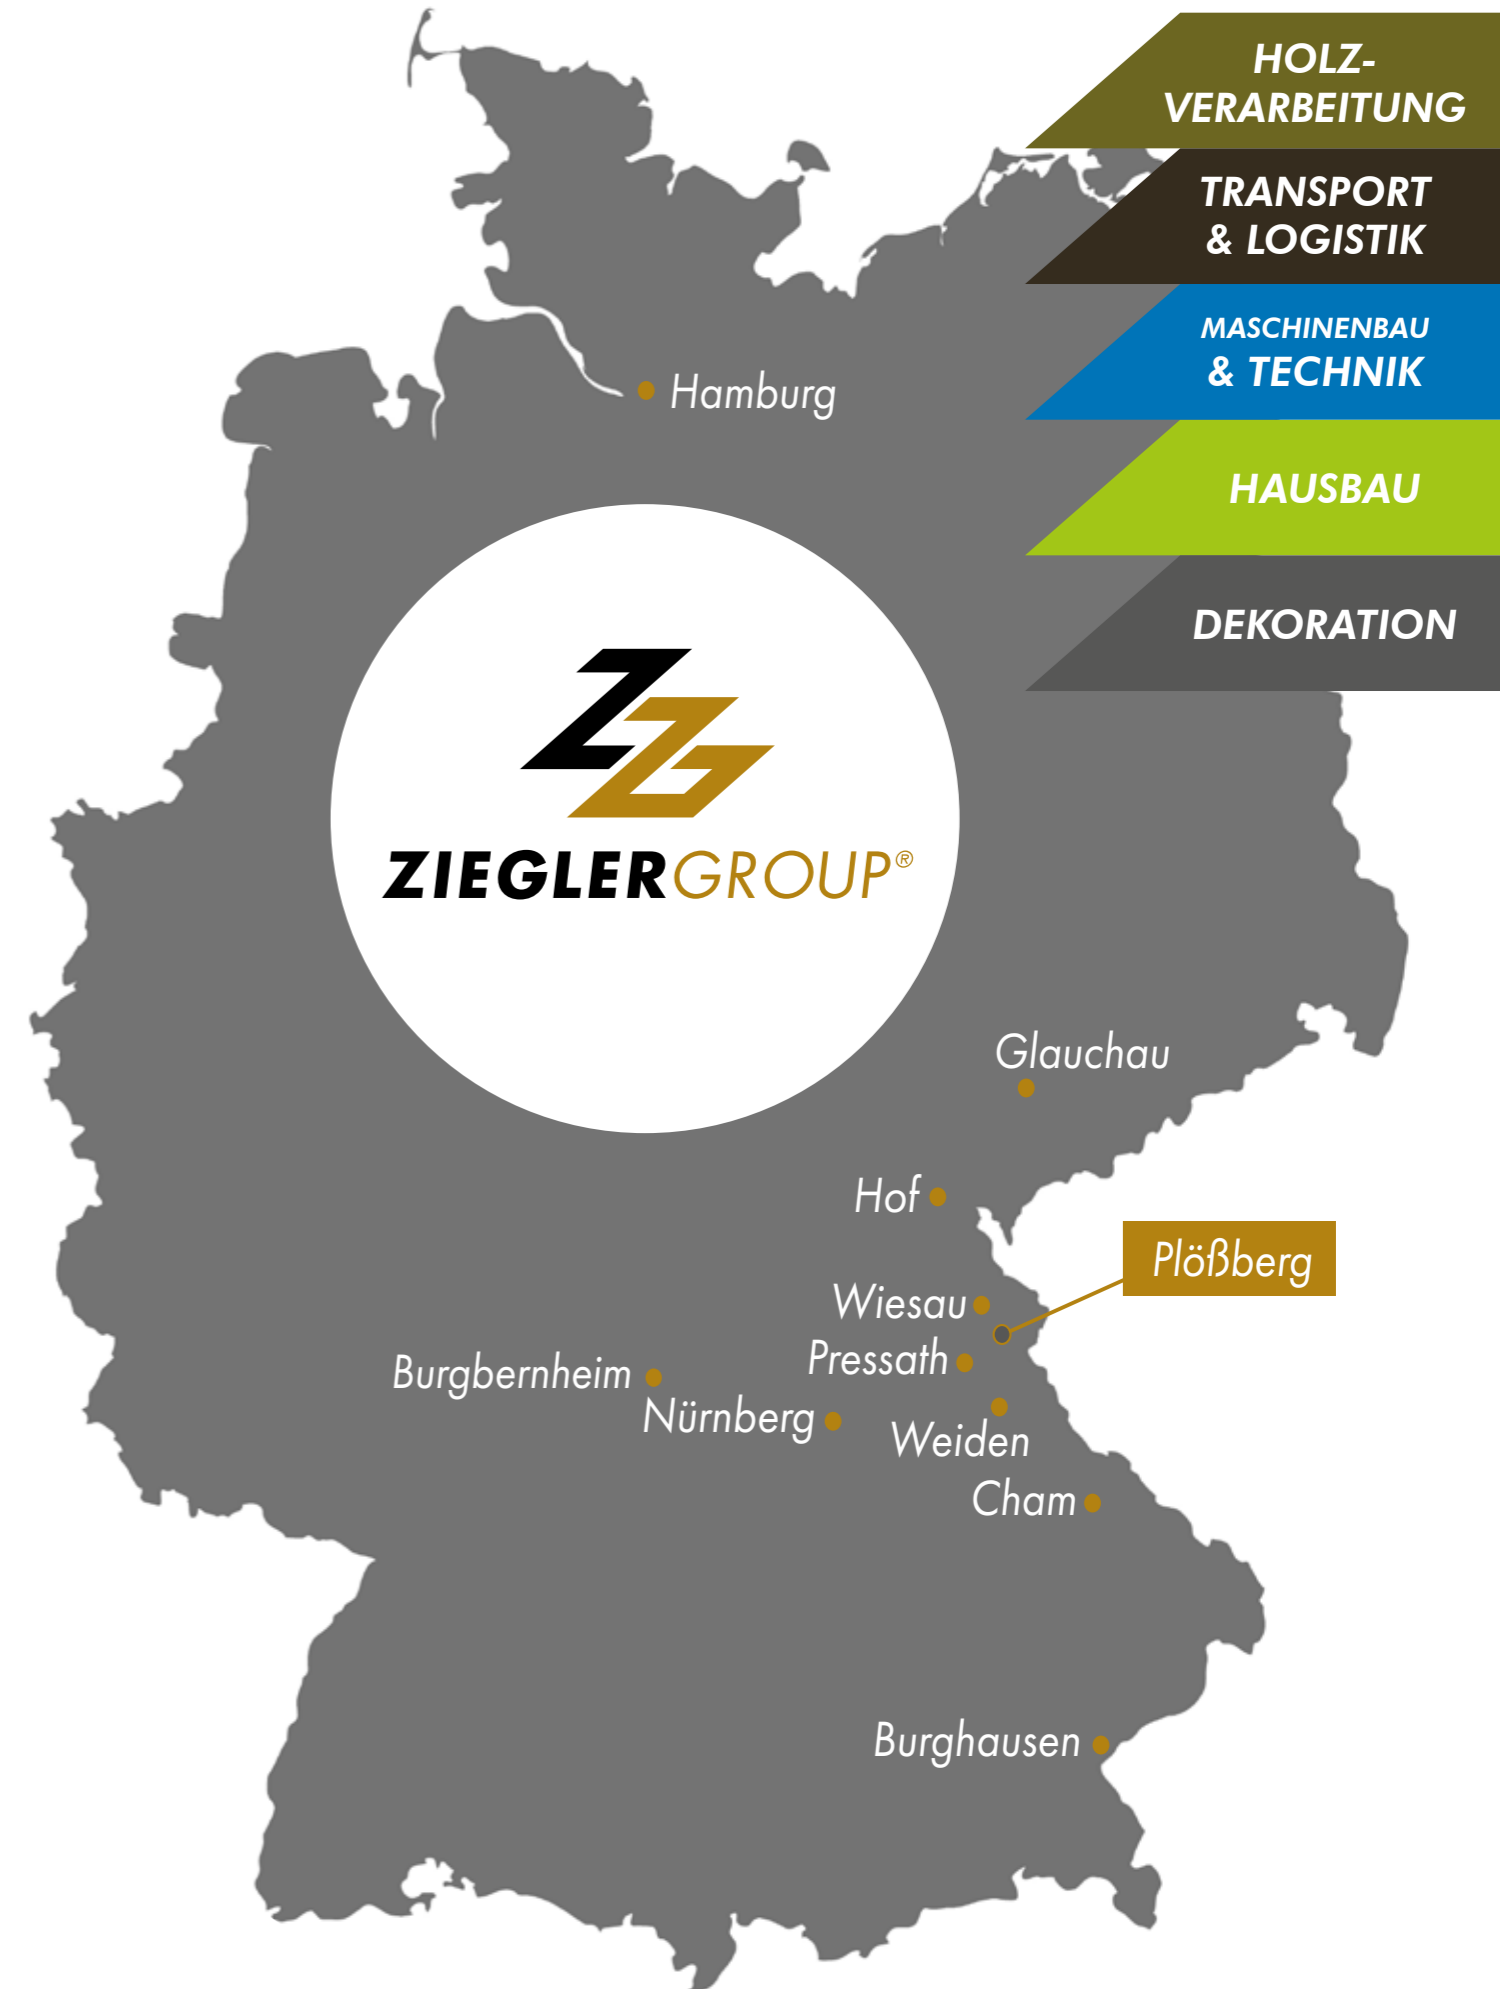 HOLZ-
VERARBEITUNG
TRANSPORT
& LOGISTIK
MASCHINENBAU
& TECHNIK
HAUSBAU
DEKORATION
Hamburg
ZIEGLERGROUP®
Glauchau
Hof
Plößberg
Wiesau
Pressath
Burgbernheim
Nürnberg
Weiden
Cham
Burghausen